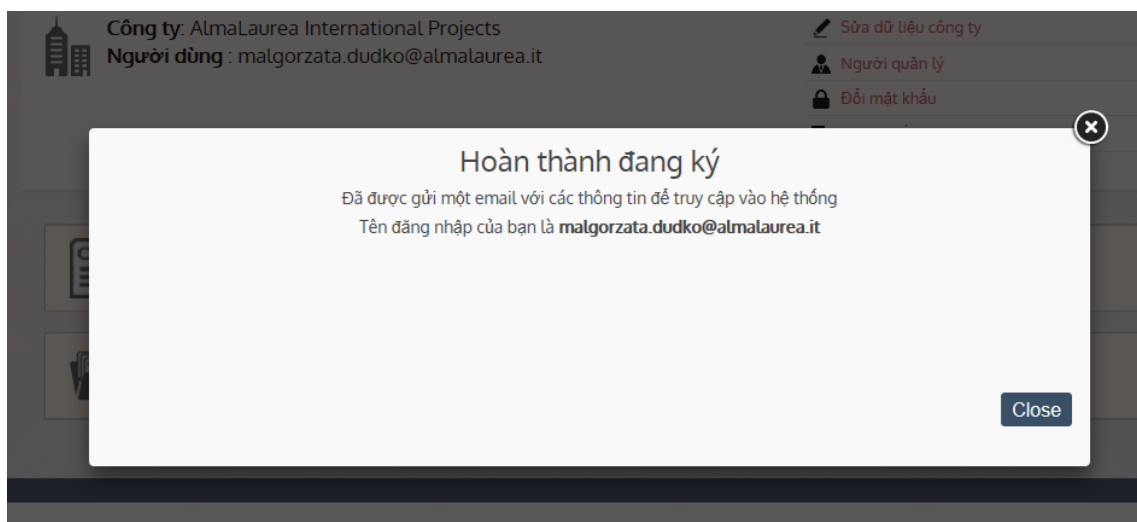 Công ty: AlmaLaurea International Projects
Người dùng : malgorzata.dudko@almalaurea.it
Sửa dữ liệu công ty
Người quản lý
Đổi mật khẩu
Hoàn thành đang ký
Đã được gửi một email với các thông tin để truy cập vào hệ thống
Tên đăng nhập của bạn là malgorzata.dudko@almalaurea.it
Close